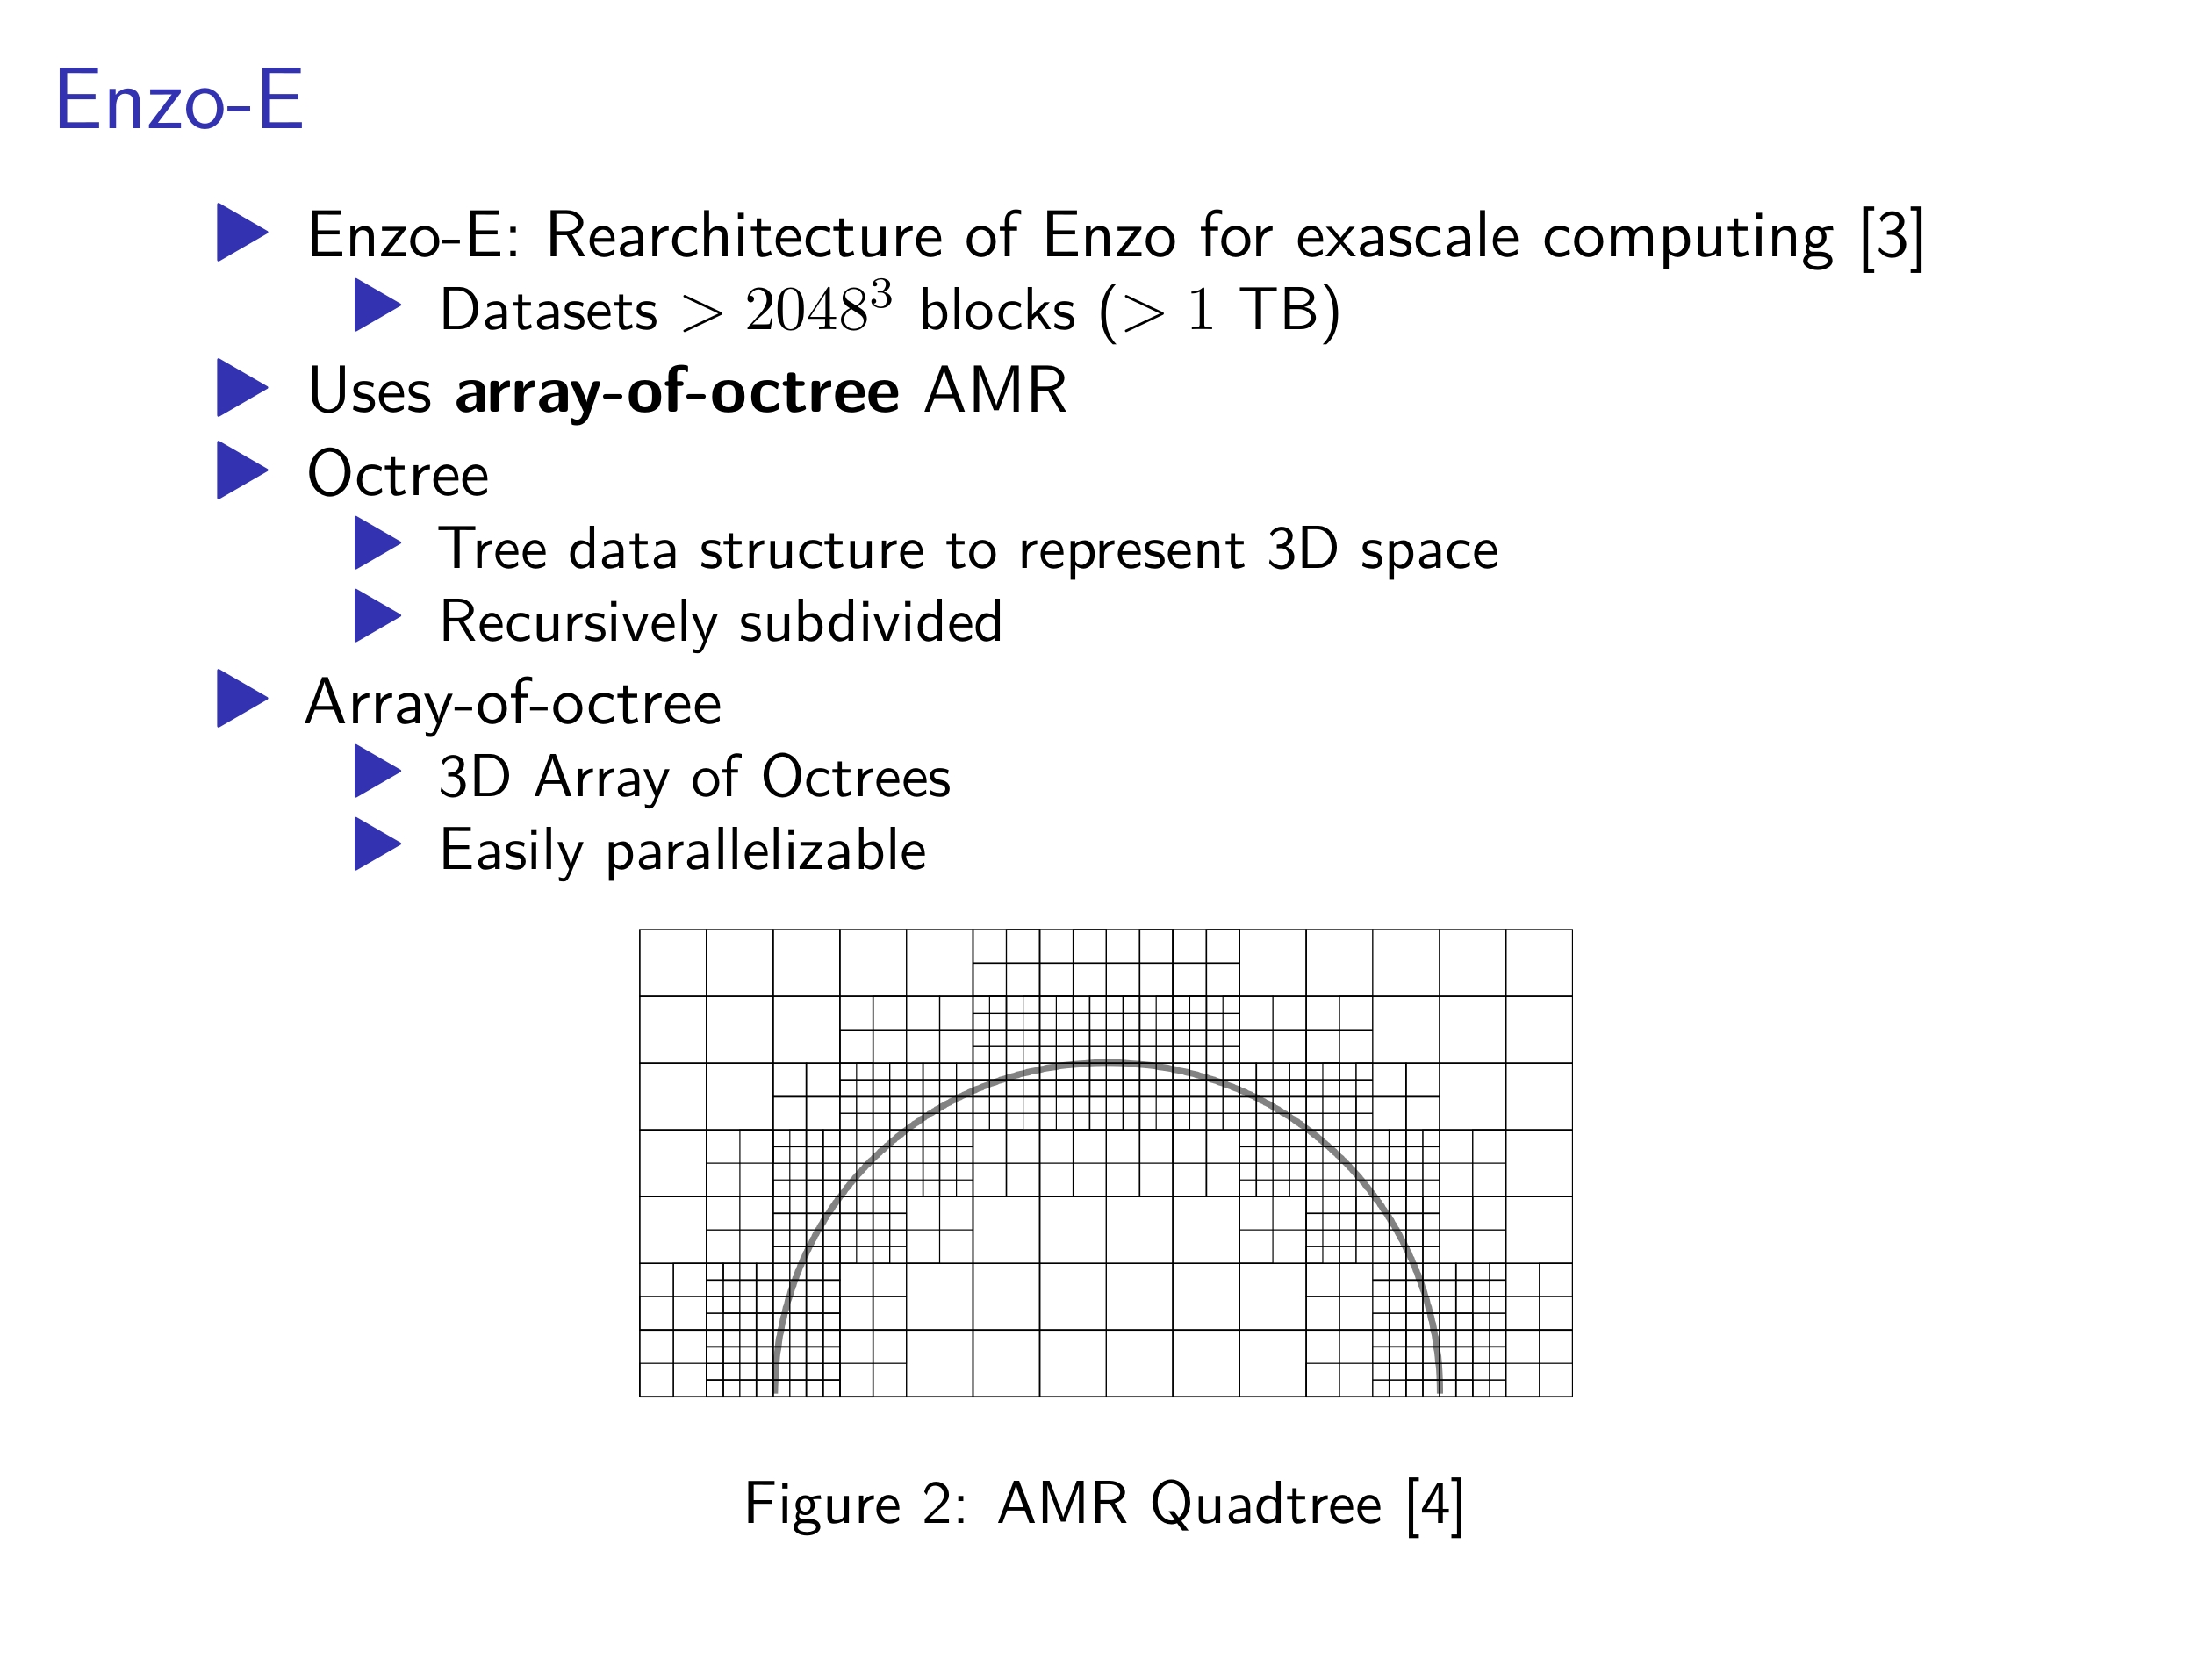 Enzo-E
Enzo-E: Rearchitecture of Enzo for exascale computing [3]
Datasets > 2048³ blocks (> 1 TB)
Uses array-of-octree AMR
Octree
Tree data structure to represent 3D space
Recursively subdivided
Array-of-octree
3D Array of Octrees
Easily parallelizable
Figure 2: AMR Quadtree [4]